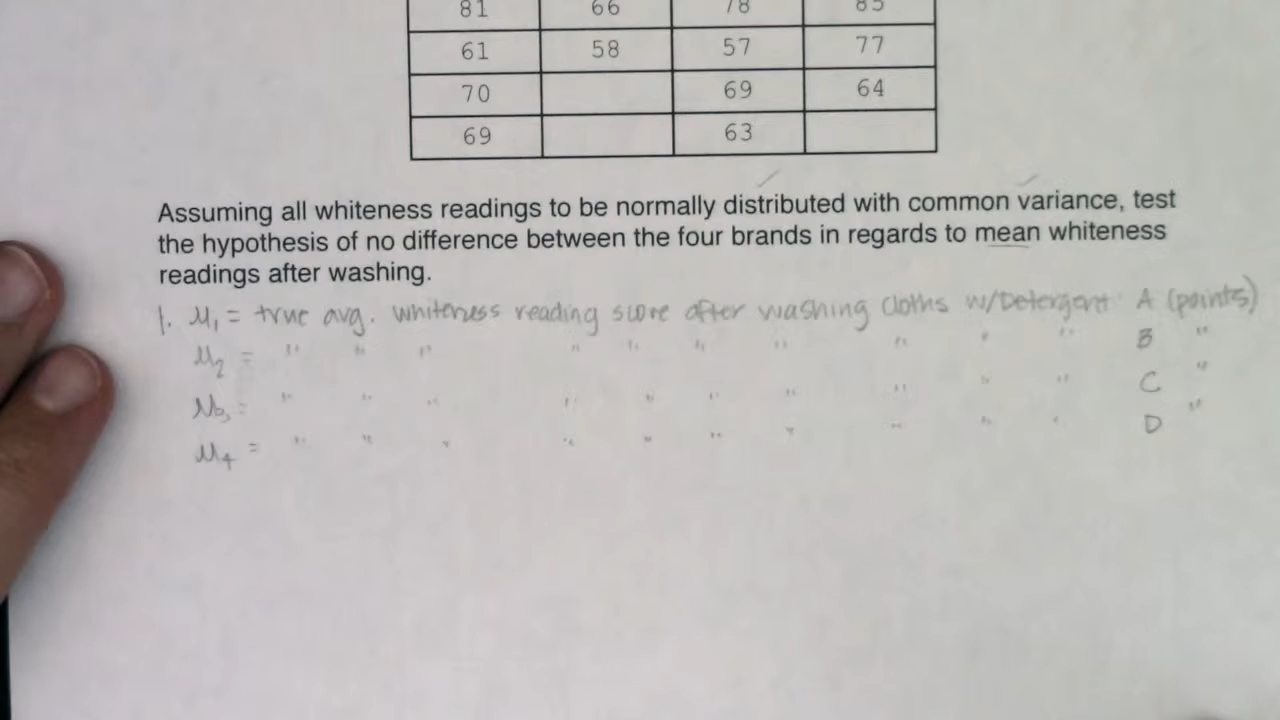 81 66 78 85
61 58 57 77
70 69 64
69 63
Assuming all whiteness readings to be normally distributed with common variance, test
the hypothesis of no difference between the four brands in regards to mean whiteness
readings after washing.
1. μ₁ = true avg. whiteness reading score after washing cloths w/Detergent A (points)
μ₂ = " " " " " " " " " " B "
μ₃ = " " " " " " " " " " C "
μ₄ = " " " " " " " " " " D "